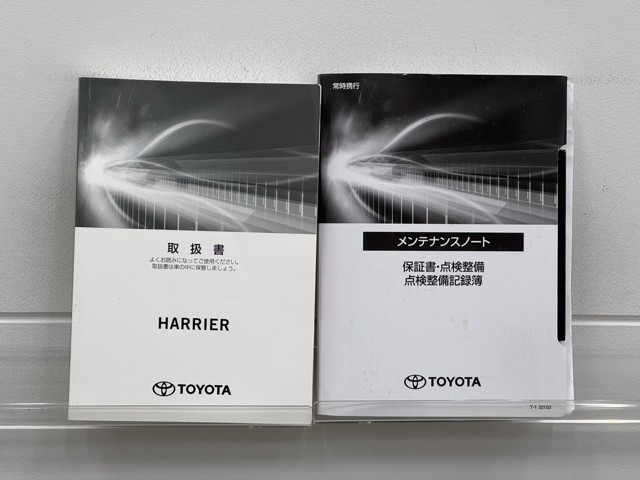 取扱書
よくお読みになってご使用ください。
取扱書は車の中に保管しましょう。
HARRIER
TOYOTA
常時携行
メンテナンスノート
保証書・点検整備
点検整備記録簿
TOYOTA
T-1 32103